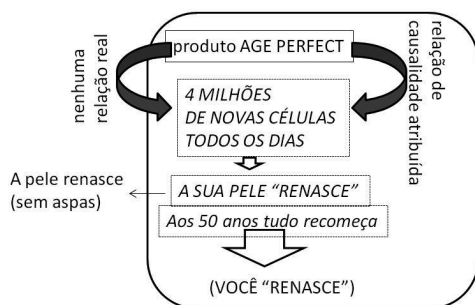 produto AGE PERFECT
nenhuma
relação real
relação de
causalidade atribuída
4 MILHÕES
DE NOVAS CÉLULAS
TODOS OS DIAS
A pele renasce
(sem aspas)
A SUA PELE “RENASCE”
Aos 50 anos tudo recomeça
(VOCÊ “RENASCE”)